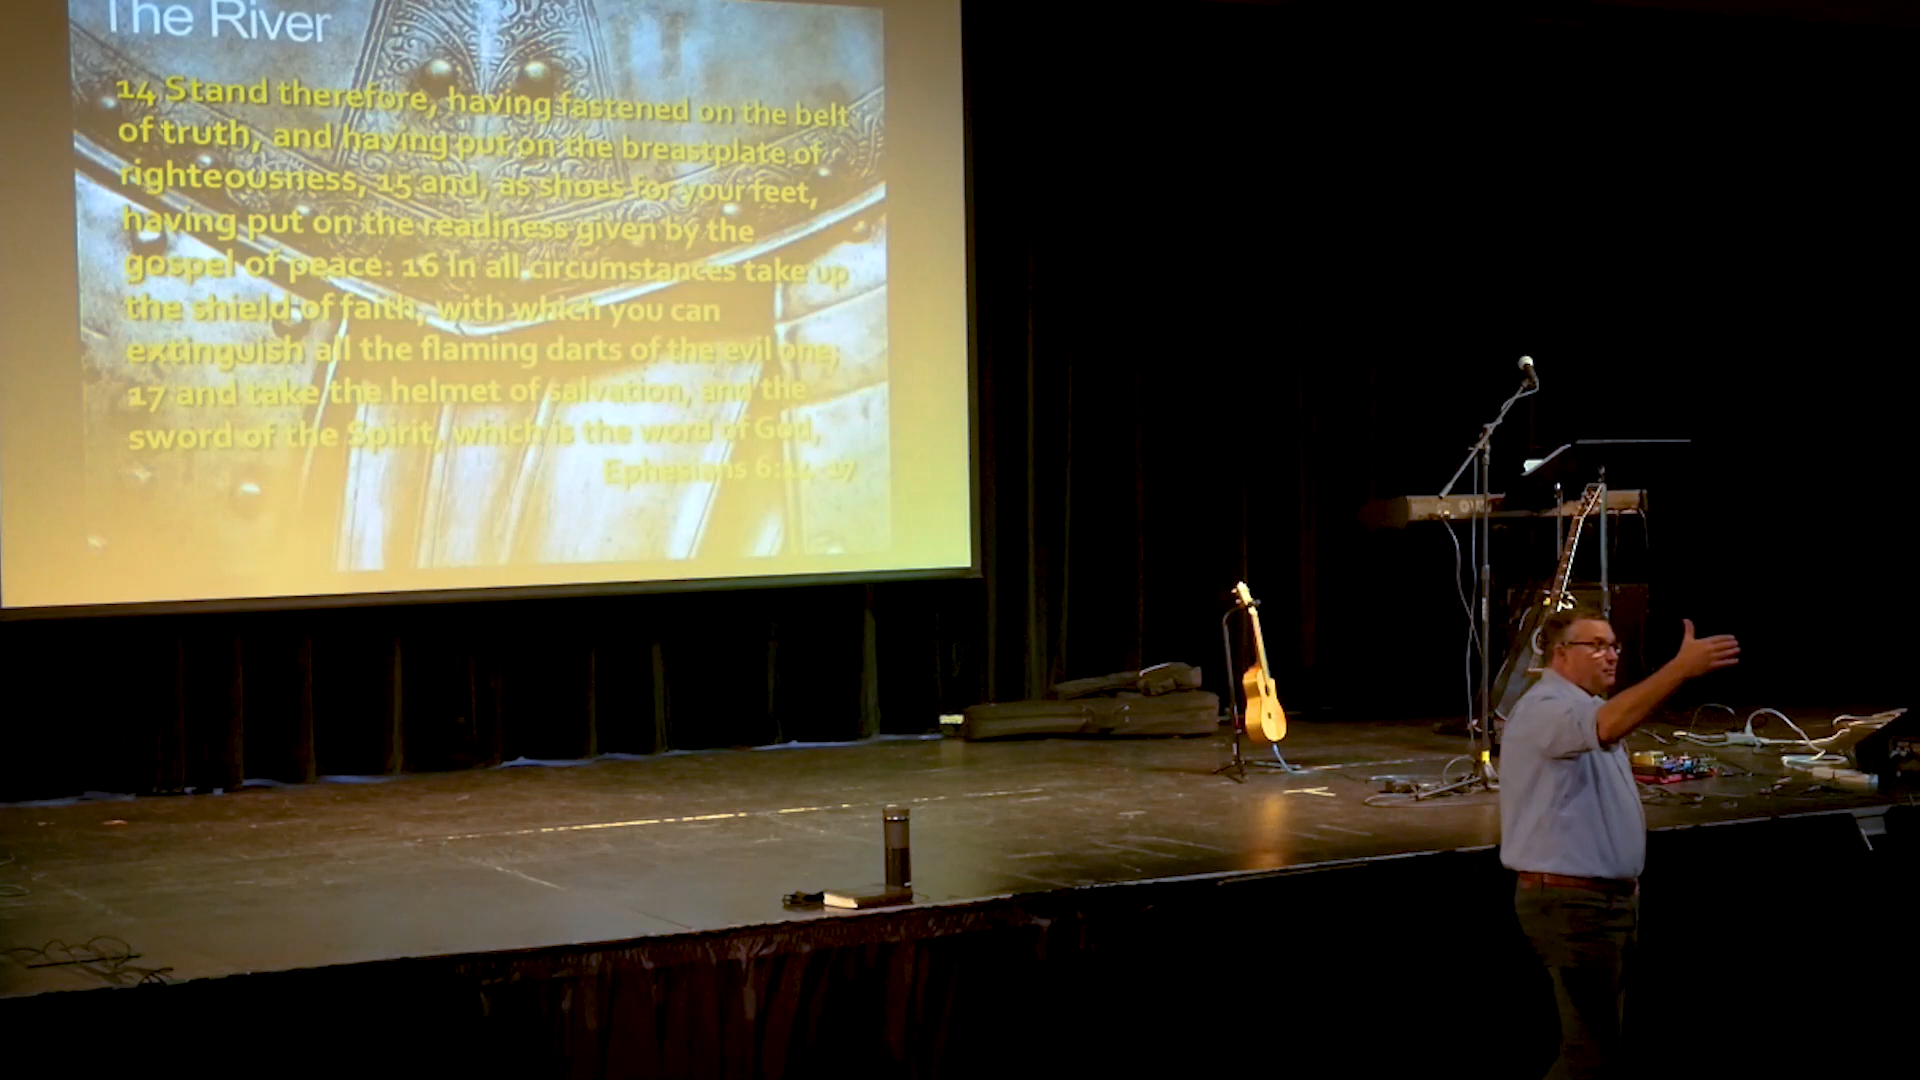 The River
14 Stand therefore, having fastened on the belt
of truth, and having put on the breastplate of
righteousness, 15 and, as shoes for your feet,
having put on the readiness given by the
gospel of peace: 16 In all circumstances take up
the shield of faith, with which you can
extinguish all the flaming darts of the evil one;
17 and take the helmet of salvation, and the
sword of the Spirit, which is the word of God,
Ephesians 6:14-17